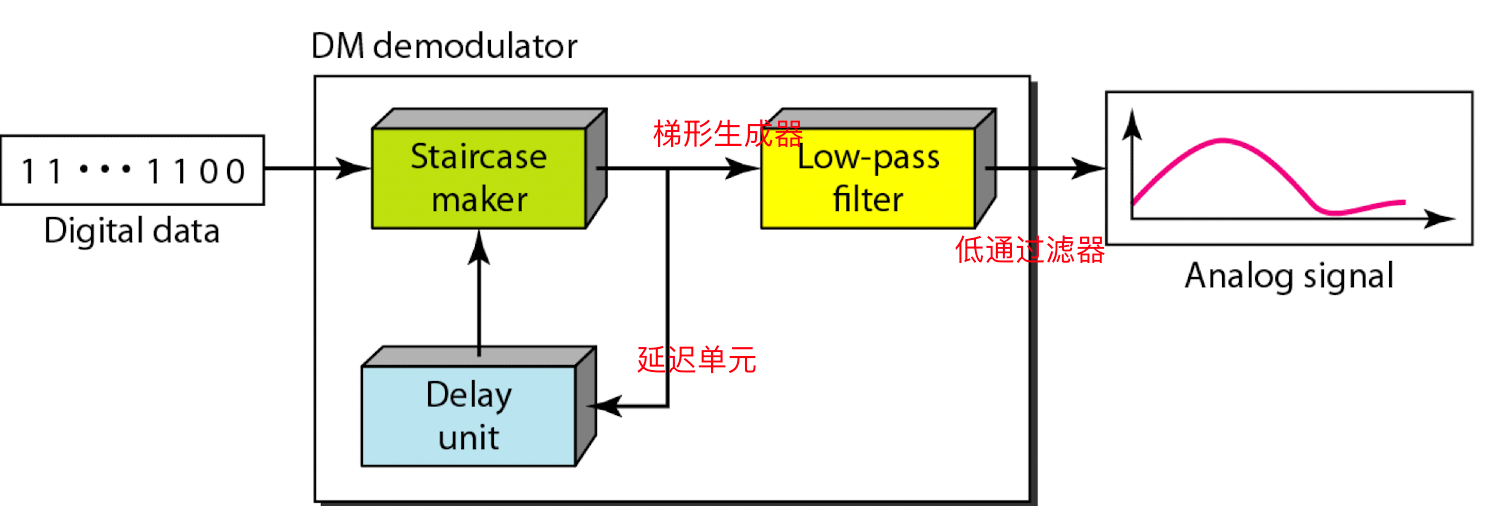 DM demodulator
11•••1100
Digital data
Staircase
maker
梯形生成器
Low-pass
filter
低通过滤器
Analog signal
延迟单元
Delay
unit